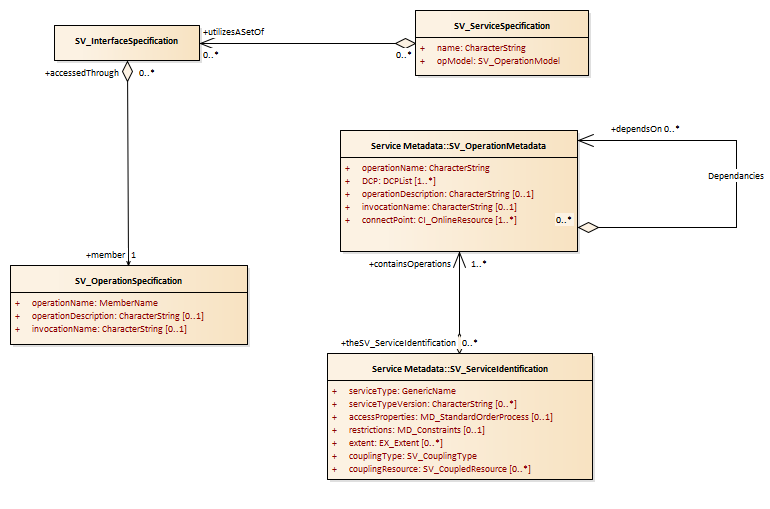 SV_ServiceSpecification
+ name: CharacterString
+ opModel: SV_OperationModel
SV_InterfaceSpecification
+utilizesASetOf
0..*
0..*
+accessedThrough 0..*
Service Metadata::SV_OperationMetadata
+ operationName: CharacterString
+ DCP: DCPList [1..*]
+ operationDescription: CharacterString [0..1]
+ invocationName: CharacterString [0..1]
+ connectPoint: CI_OnlineResource [1..*]
0..*
+dependsOn 0..*
Dependancies
+member 1
SV_OperationSpecification
+ operationName: MemberName
+ operationDescription: CharacterString [0..1]
+ invocationName: CharacterString [0..1]
+containsOperations 1..*
+theSV_ServiceIdentification 0..*
Service Metadata::SV_ServiceIdentification
+ serviceType: GenericName
+ serviceTypeVersion: CharacterString [0..*]
+ accessProperties: MD_StandardOrderProcess [0..1]
+ restrictions: MD_Constraints [0..1]
+ extent: EX_Extent [0..*]
+ couplingType: SV_CouplingType
+ couplingResource: SV_CoupledResource [0..*]